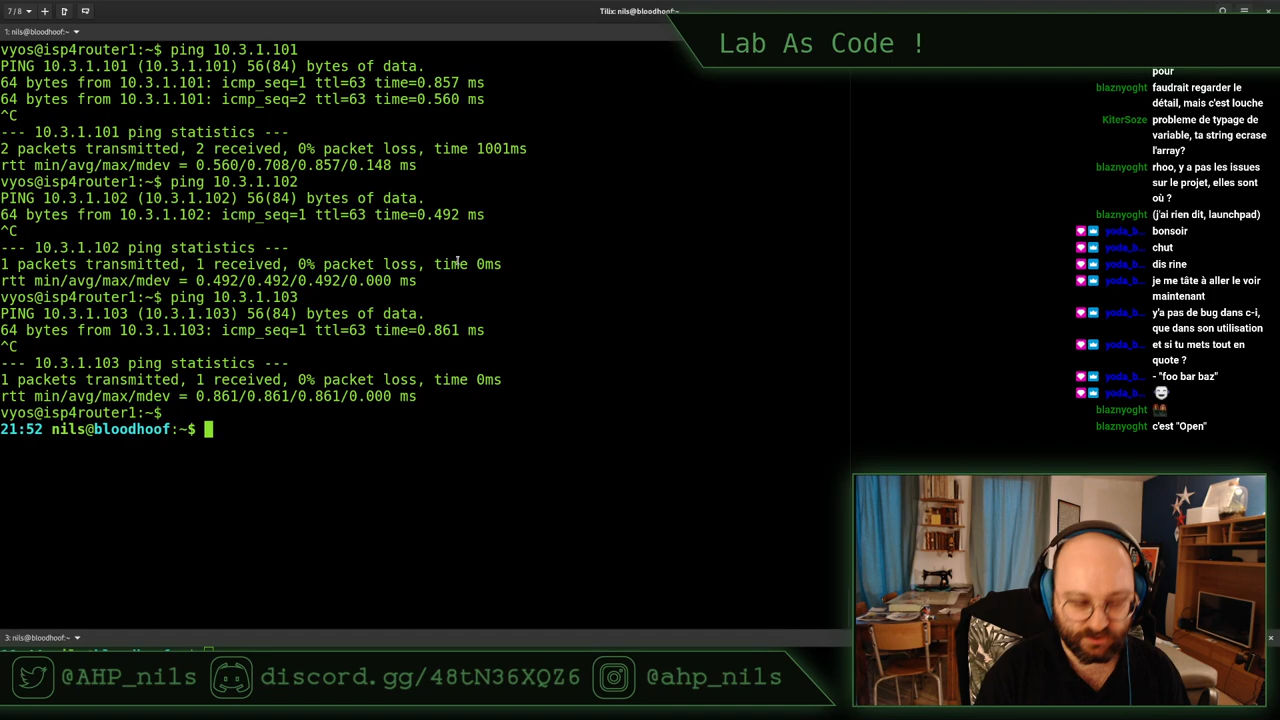 7 / 8
Tilix: nils@bloodhoof:~
1: nils@bloodhoof:~
Lab As Code !
vyos@isp4router1:~$ ping 10.3.1.101
PING 10.3.1.101 (10.3.1.101) 56(84) bytes of data.
64 bytes from 10.3.1.101: icmp_seq=1 ttl=63 time=0.857 ms
64 bytes from 10.3.1.101: icmp_seq=2 ttl=63 time=0.560 ms
^C
--- 10.3.1.101 ping statistics ---
2 packets transmitted, 2 received, 0% packet loss, time 1001ms
rtt min/avg/max/mdev = 0.560/0.708/0.857/0.148 ms
vyos@isp4router1:~$ ping 10.3.1.102
PING 10.3.1.102 (10.3.1.102) 56(84) bytes of data.
64 bytes from 10.3.1.102: icmp_seq=1 ttl=63 time=0.492 ms
^C
--- 10.3.1.102 ping statistics ---
1 packets transmitted, 1 received, 0% packet loss, time 0ms
rtt min/avg/max/mdev = 0.492/0.492/0.492/0.000 ms
vyos@isp4router1:~$ ping 10.3.1.103
PING 10.3.1.103 (10.3.1.103) 56(84) bytes of data.
64 bytes from 10.3.1.103: icmp_seq=1 ttl=63 time=0.861 ms
^C
--- 10.3.1.103 ping statistics ---
1 packets transmitted, 1 received, 0% packet loss, time 0ms
rtt min/avg/max/mdev = 0.861/0.861/0.861/0.000 ms
vyos@isp4router1:~$
21:52 nils@bloodhoof:~$
pour
blaznyoght faudrait regarder le
détail, mais c'est louche
KiterSoze probleme de typage de
variable, ta string ecrase
l'array?
blaznyoght rhoo, y a pas les issues
sur le projet, elles sont
où ?
blaznyoght (j'ai rien dit, launchpad)
yoda_b... bonsoir
yoda_b... chut
yoda_b... dis rine
yoda_b... je me tâte à aller le voir
maintenant
yoda_b... y'a pas de bug dans c-i,
que dans son utilisation
yoda_b... et si tu mets tout en
quote ?
yoda_b... - "foo bar baz"
yoda_b...
blaznyoght
blaznyoght c'est "Open"
3: nils@bloodhoof:~
@AHP_nils
discord.gg/48tN36XQZ6
@ahp_nils